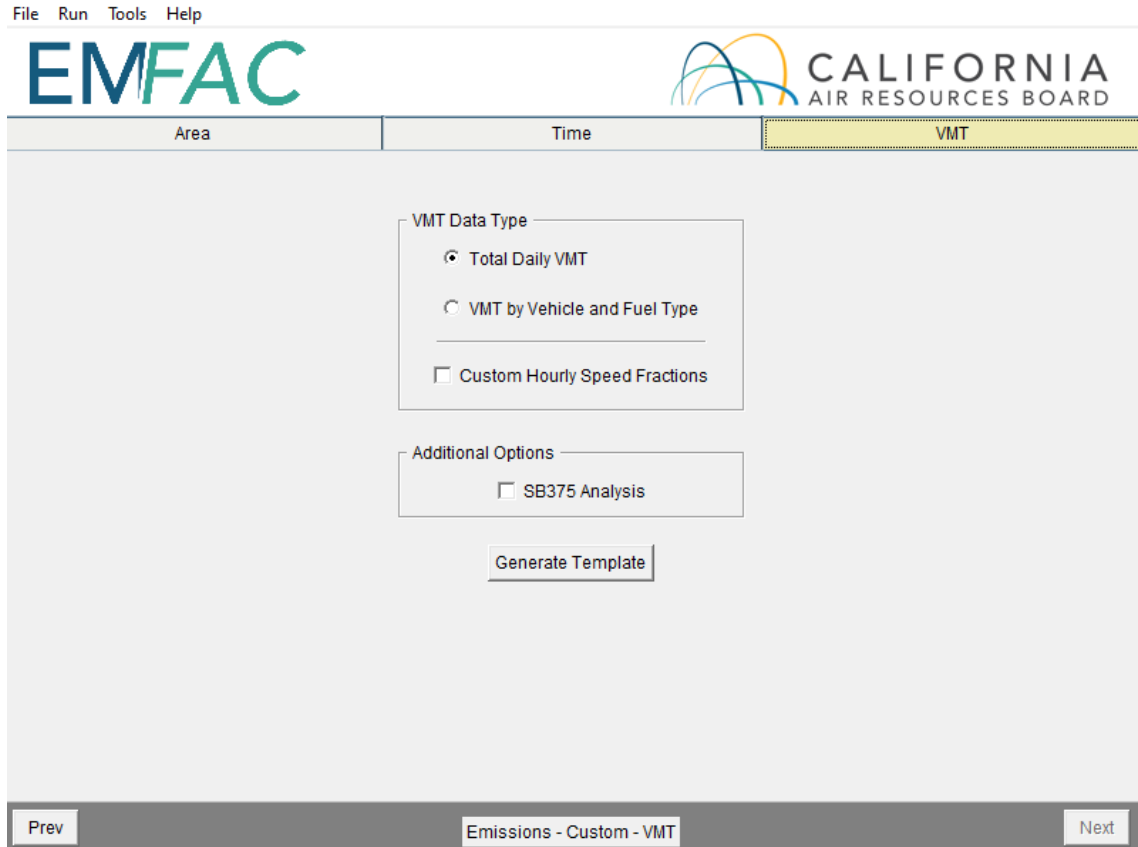 File Run Tools Help
EMFAC
CALIFORNIA
AIR RESOURCES BOARD
Area Time VMT
VMT Data Type
Total Daily VMT
VMT by Vehicle and Fuel Type
Custom Hourly Speed Fractions
Additional Options
SB375 Analysis
Generate Template
Prev Emissions - Custom - VMT Next